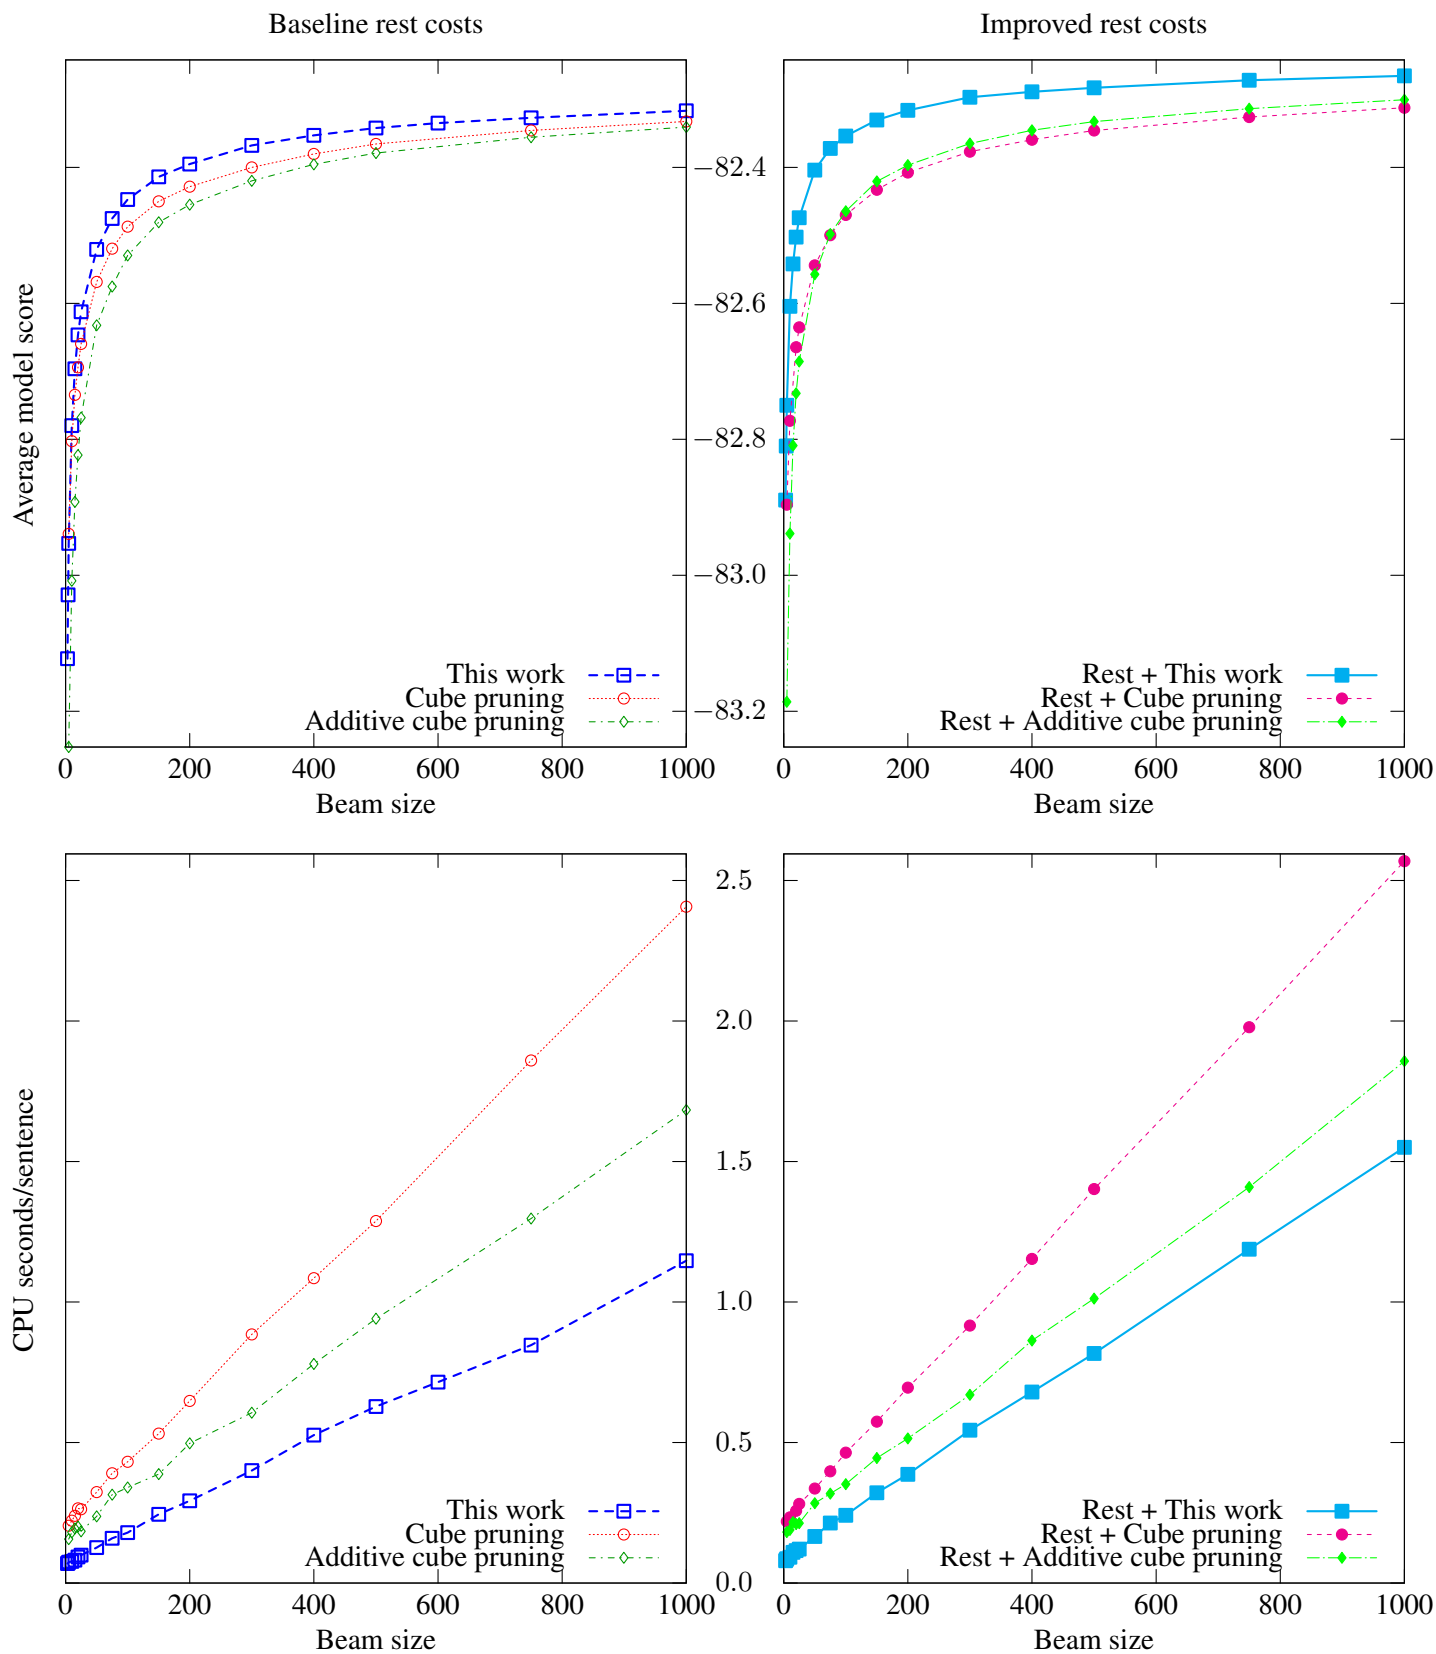 Baseline rest costs
Improved rest costs
Average model score
−82.4
−82.6
−82.8
−83.0
−83.2
This work
Cube pruning
Additive cube pruning
Rest + This work
Rest + Cube pruning
Rest + Additive cube pruning
0 200 400 600 800 1000
Beam size
0 200 400 600 800 1000
Beam size
CPU seconds/sentence
2.5
2.0
1.5
1.0
0.5
0.0
This work
Cube pruning
Additive cube pruning
Rest + This work
Rest + Cube pruning
Rest + Additive cube pruning
0 200 400 600 800 1000
Beam size
0 200 400 600 800 1000
Beam size